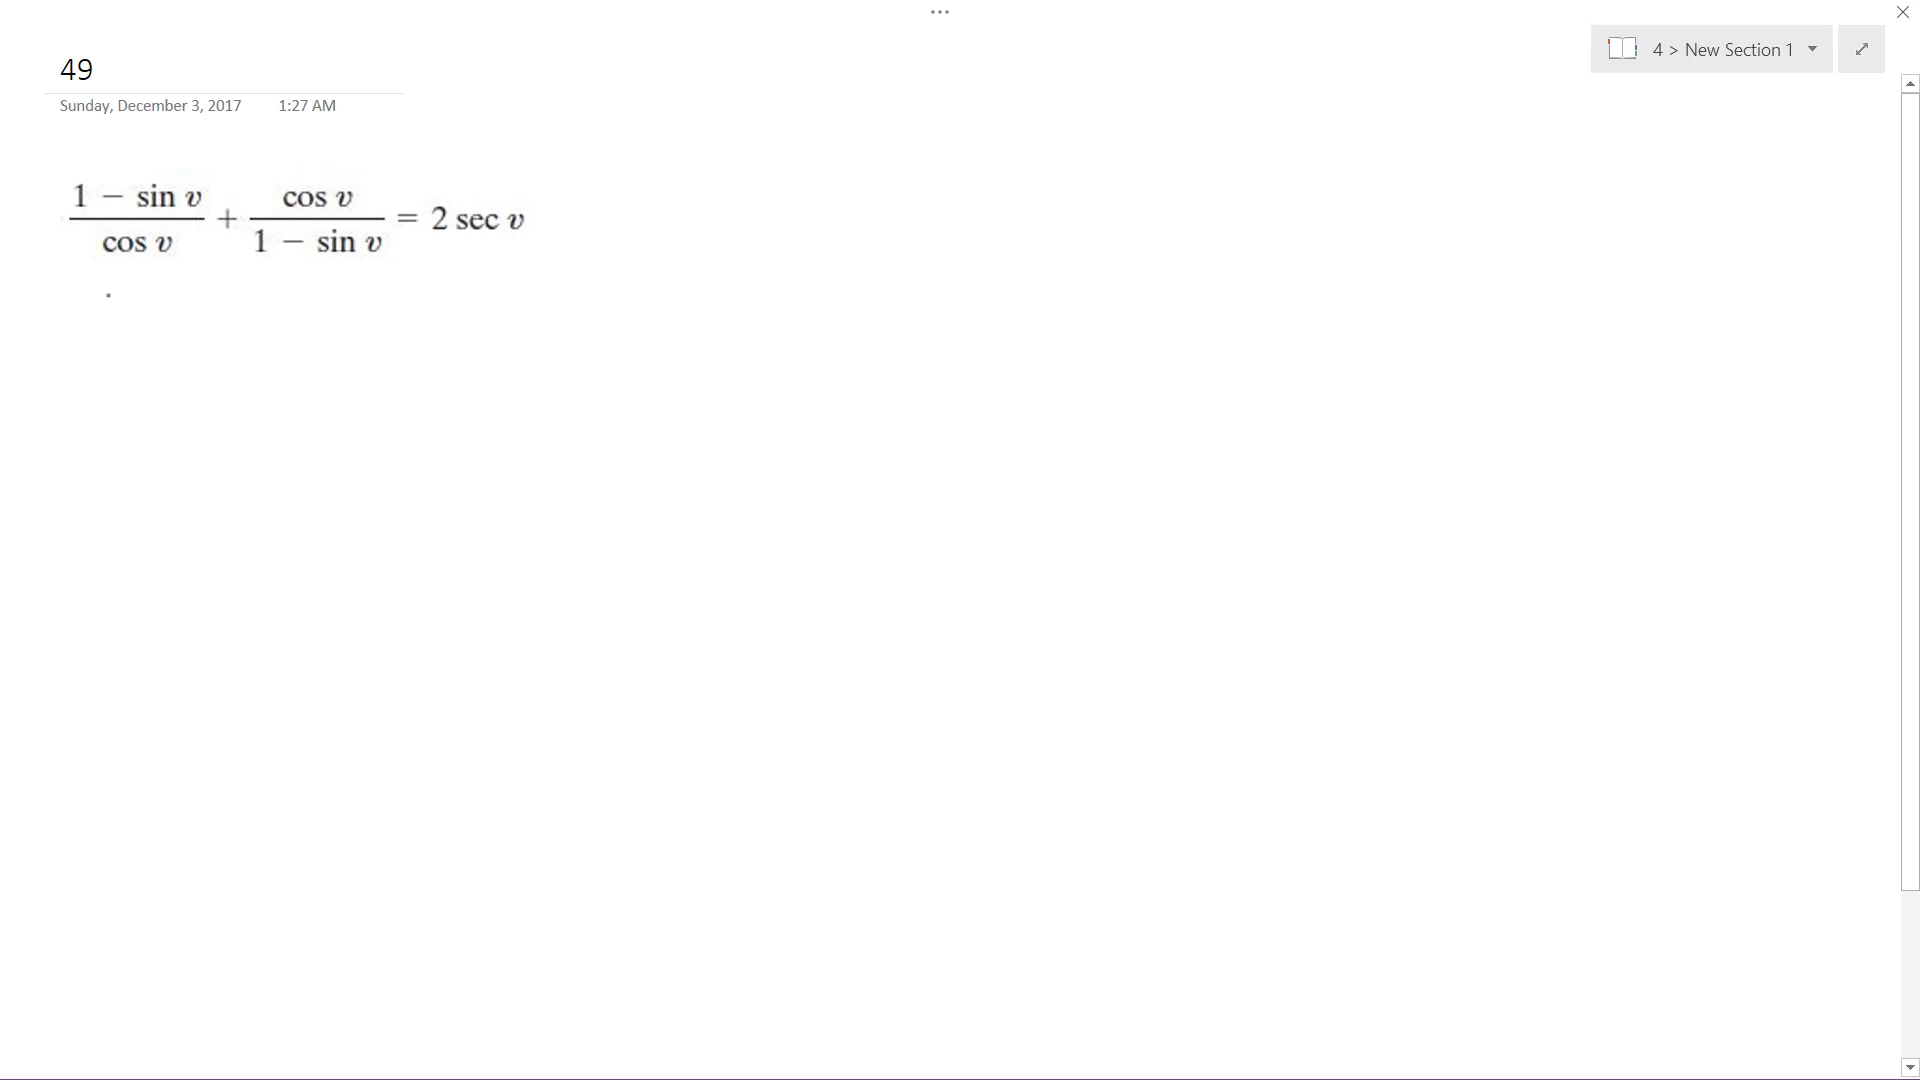 4 > New Section 1
49
Sunday, December 3, 2017 1:27 AM
(1 − sin v)/(cos v) + (cos v)/(1 − sin v) = 2 sec v